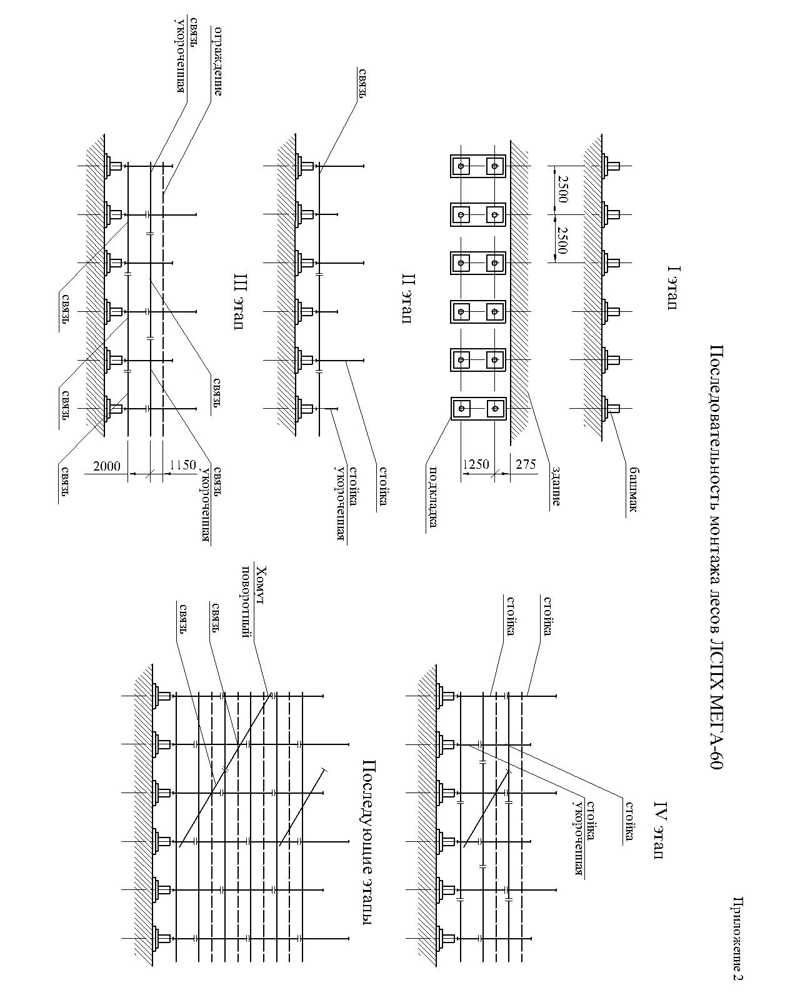 Приложение 2
Последовательность монтажа лесов ЛСПХ МЕГА-60
I этап
башмак
2500
2500
здание
275
1250
подкладка
II этап
связь
стойка
стойка
укороченная
III этап
ограждение
связь
укороченная
связь
связь
укороченная
1150
2000
связь
связь
связь
IV этап
стойка
стойка
стойка
стойка
укороченная
Последующие этапы
Хомут
поворотный
связь
связь